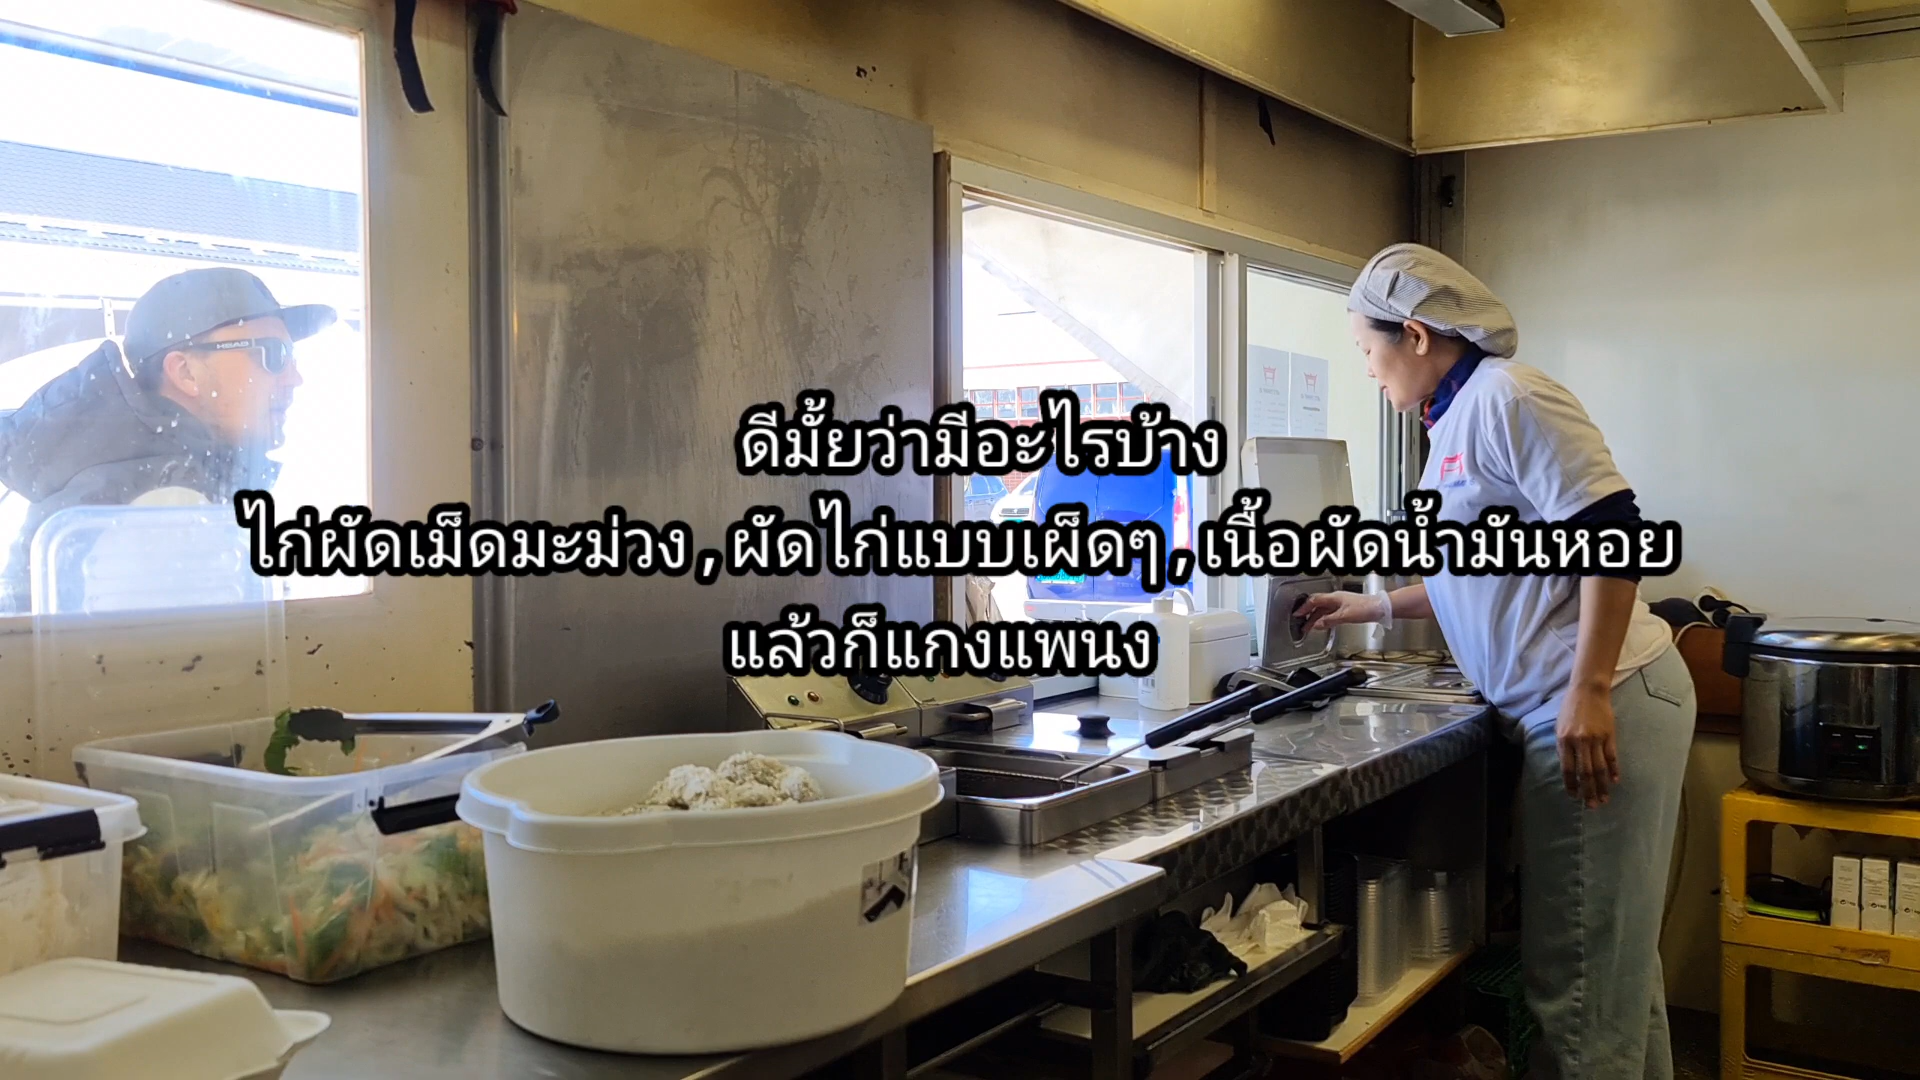 ดีมั้ยว่ามีอะไรบ้าง
ไก่ผัดเม็ดมะม่วง,ผัดไก่แบบเผ็ดๆ,เนื้อผัดน้ำมันหอย
แล้วก็แกงแพนง
HEAD